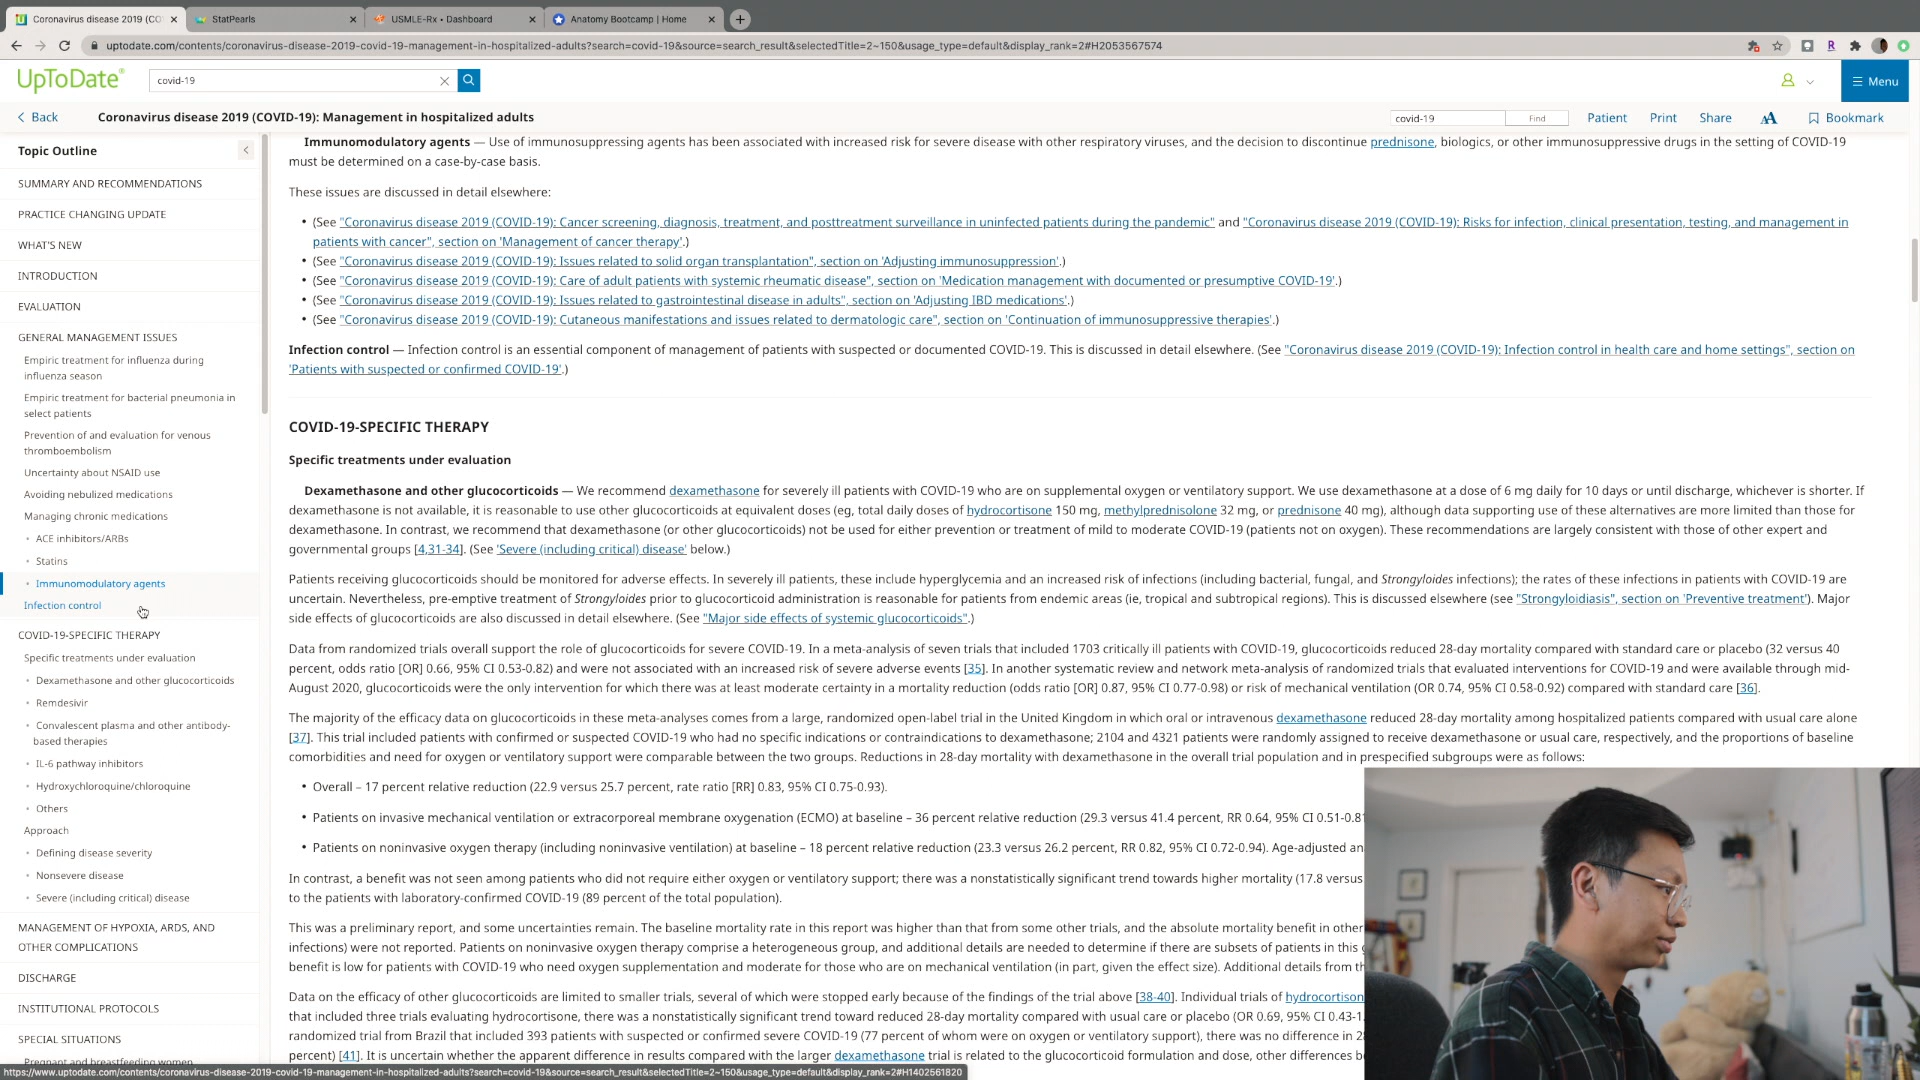 Coronavirus disease 2019 (CO
StatPearls
USMLE-Rx • Dashboard
Anatomy Bootcamp | Home
uptodate.com/contents/coronavirus-disease-2019-covid-19-management-in-hospitalized-adults?search=covid-19&source=search_result&selectedTitle=2~150&usage_type=default&display_rank=2#H2053567574
UpToDate®
covid-19
Menu
Back
Coronavirus disease 2019 (COVID-19): Management in hospitalized adults
covid-19
Find
Patient
Print
Share
AA
Bookmark
Topic Outline
SUMMARY AND RECOMMENDATIONS
PRACTICE CHANGING UPDATE
WHAT'S NEW
INTRODUCTION
EVALUATION
GENERAL MANAGEMENT ISSUES
Empiric treatment for influenza during
influenza season
Empiric treatment for bacterial pneumonia in
select patients
Prevention of and evaluation for venous
thromboembolism
Uncertainty about NSAID use
Avoiding nebulized medications
Managing chronic medications
• ACE inhibitors/ARBs
• Statins
• Immunomodulatory agents
Infection control
COVID-19-SPECIFIC THERAPY
Specific treatments under evaluation
• Dexamethasone and other glucocorticoids
• Remdesivir
• Convalescent plasma and other antibody-
based therapies
• IL-6 pathway inhibitors
• Hydroxychloroquine/chloroquine
• Others
Approach
• Defining disease severity
• Nonsevere disease
• Severe (including critical) disease
MANAGEMENT OF HYPOXIA, ARDS, AND
OTHER COMPLICATIONS
DISCHARGE
INSTITUTIONAL PROTOCOLS
SPECIAL SITUATIONS
Pregnant and breastfeeding women
Immunomodulatory agents — Use of immunosuppressing agents has been associated with increased risk for severe disease with other respiratory viruses, and the decision to discontinue prednisone, biologics, or other immunosuppressive drugs in the setting of COVID-19
must be determined on a case-by-case basis.
These issues are discussed in detail elsewhere:
• (See "Coronavirus disease 2019 (COVID-19): Cancer screening, diagnosis, treatment, and posttreatment surveillance in uninfected patients during the pandemic" and "Coronavirus disease 2019 (COVID-19): Risks for infection, clinical presentation, testing, and management in
patients with cancer", section on 'Management of cancer therapy'.)
• (See "Coronavirus disease 2019 (COVID-19): Issues related to solid organ transplantation", section on 'Adjusting immunosuppression'.)
• (See "Coronavirus disease 2019 (COVID-19): Care of adult patients with systemic rheumatic disease", section on 'Medication management with documented or presumptive COVID-19'.)
• (See "Coronavirus disease 2019 (COVID-19): Issues related to gastrointestinal disease in adults", section on 'Adjusting IBD medications'.)
• (See "Coronavirus disease 2019 (COVID-19): Cutaneous manifestations and issues related to dermatologic care", section on 'Continuation of immunosuppressive therapies'.)
Infection control — Infection control is an essential component of management of patients with suspected or documented COVID-19. This is discussed in detail elsewhere. (See "Coronavirus disease 2019 (COVID-19): Infection control in health care and home settings", section on
'Patients with suspected or confirmed COVID-19'.)
COVID-19-SPECIFIC THERAPY
Specific treatments under evaluation
Dexamethasone and other glucocorticoids — We recommend dexamethasone for severely ill patients with COVID-19 who are on supplemental oxygen or ventilatory support. We use dexamethasone at a dose of 6 mg daily for 10 days or until discharge, whichever is shorter. If
dexamethasone is not available, it is reasonable to use other glucocorticoids at equivalent doses (eg, total daily doses of hydrocortisone 150 mg, methylprednisolone 32 mg, or prednisone 40 mg), although data supporting use of these alternatives are more limited than those for
dexamethasone. In contrast, we recommend that dexamethasone (or other glucocorticoids) not be used for either prevention or treatment of mild to moderate COVID-19 (patients not on oxygen). These recommendations are largely consistent with those of other expert and
governmental groups [4,31-34]. (See 'Severe (including critical) disease' below.)
Patients receiving glucocorticoids should be monitored for adverse effects. In severely ill patients, these include hyperglycemia and an increased risk of infections (including bacterial, fungal, and Strongyloides infections); the rates of these infections in patients with COVID-19 are
uncertain. Nevertheless, pre-emptive treatment of Strongyloides prior to glucocorticoid administration is reasonable for patients from endemic areas (ie, tropical and subtropical regions). This is discussed elsewhere (see "Strongyloidiasis", section on 'Preventive treatment'). Major
side effects of glucocorticoids are also discussed in detail elsewhere. (See "Major side effects of systemic glucocorticoids".)
Data from randomized trials overall support the role of glucocorticoids for severe COVID-19. In a meta-analysis of seven trials that included 1703 critically ill patients with COVID-19, glucocorticoids reduced 28-day mortality compared with standard care or placebo (32 versus 40
percent, odds ratio [OR] 0.66, 95% CI 0.53-0.82) and were not associated with an increased risk of severe adverse events [35]. In another systematic review and network meta-analysis of randomized trials that evaluated interventions for COVID-19 and were available through mid-
August 2020, glucocorticoids were the only intervention for which there was at least moderate certainty in a mortality reduction (odds ratio [OR] 0.87, 95% CI 0.77-0.98) or risk of mechanical ventilation (OR 0.74, 95% CI 0.58-0.92) compared with standard care [36].
The majority of the efficacy data on glucocorticoids in these meta-analyses comes from a large, randomized open-label trial in the United Kingdom in which oral or intravenous dexamethasone reduced 28-day mortality among hospitalized patients compared with usual care alone
[37]. This trial included patients with confirmed or suspected COVID-19 who had no specific indications or contraindications to dexamethasone; 2104 and 4321 patients were randomly assigned to receive dexamethasone or usual care, respectively, and the proportions of baseline
comorbidities and need for oxygen or ventilatory support were comparable between the two groups. Reductions in 28-day mortality with dexamethasone in the overall trial population and in prespecified subgroups were as follows:
• Overall – 17 percent relative reduction (22.9 versus 25.7 percent, rate ratio [RR] 0.83, 95% CI 0.75-0.93).
• Patients on invasive mechanical ventilation or extracorporeal membrane oxygenation (ECMO) at baseline – 36 percent relative reduction (29.3 versus 41.4 percent, RR 0.64, 95% CI 0.51-0.81
• Patients on noninvasive oxygen therapy (including noninvasive ventilation) at baseline – 18 percent relative reduction (23.3 versus 26.2 percent, RR 0.82, 95% CI 0.72-0.94). Age-adjusted an
In contrast, a benefit was not seen among patients who did not require either oxygen or ventilatory support; there was a nonstatistically significant trend towards higher mortality (17.8 versus
to the patients with laboratory-confirmed COVID-19 (89 percent of the total population).
This was a preliminary report, and some uncertainties remain. The baseline mortality rate in this report was higher than that from some other trials, and the absolute mortality benefit in other
infections) were not reported. Patients on noninvasive oxygen therapy comprise a heterogeneous group, and additional details are needed to determine if there are subsets of patients in this g
benefit is low for patients with COVID-19 who need oxygen supplementation and moderate for those who are on mechanical ventilation (in part, given the effect size). Additional details from th
Data on the efficacy of other glucocorticoids are limited to smaller trials, several of which were stopped early because of the findings of the trial above [38-40]. Individual trials of hydrocortison
that included three trials evaluating hydrocortisone, there was a nonstatistically significant trend toward reduced 28-day mortality compared with usual care or placebo (OR 0.69, 95% CI 0.43-1.
randomized trial from Brazil that included 393 patients with suspected or confirmed severe COVID-19 (77 percent of whom were on oxygen or ventilatory support), there was no difference in 2
percent) [41]. It is uncertain whether the apparent difference in results compared with the larger dexamethasone trial is related to the glucocorticoid formulation and dose, other differences be
https://www.uptodate.com/contents/coronavirus-disease-2019-covid-19-management-in-hospitalized-adults?search=covid-19&source=search_result&selectedTitle=2~150&usage_type=default&display_rank=2#H1402561820